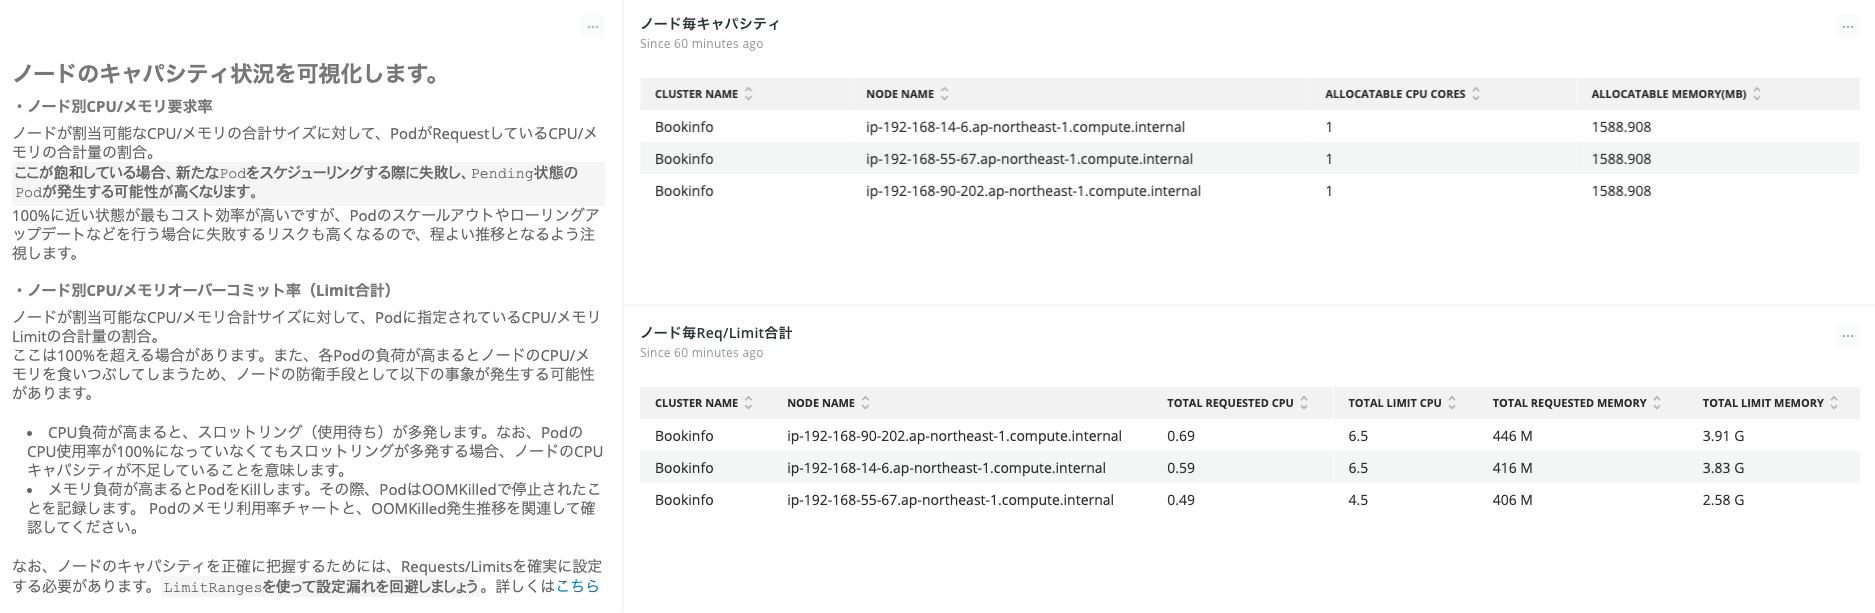 ノードのキャパシティ状況を可視化します。
・ノード別CPU/メモリ要求率
ノードが割当可能なCPU/メモリの合計サイズに対して、PodがRequestしているCPU/メ
モリの合計量の割合。
ここが飽和している場合、新たなPodをスケジューリングする際に失敗し、Pending状態の
Podが発生する可能性が高くなります。
100%に近い状態が最もコスト効率が高いですが、Podのスケールアウトやローリングア
ップデートなどを行う場合に失敗するリスクも高くなるので、程よい推移となるよう注
視します。
・ノード別CPU/メモリオーバーコミット率（Limit合計）
ノードが割当可能なCPU/メモリ合計サイズに対して、Podに指定されているCPU/メモリ
Limitの合計量の割合。
ここは100%を超える場合があります。また、各Podの負荷が高まるとノードのCPU/メ
モリを食いつぶしてしまうため、ノードの防衛手段として以下の事象が発生する可能性
があります。
• CPU負荷が高まると、スロットリング（使用待ち）が多発します。なお、Podの
CPU使用率が100%になっていなくてもスロットリングが多発する場合、ノードのCPU
キャパシティが不足していることを意味します。
• メモリ負荷が高まるとPodをKillします。その際、PodはOOMKilledで停止されたこ
とを記録します。 Podのメモリ利用率チャートと、OOMKilled発生推移を関連して確
認してください。
なお、ノードのキャパシティを正確に把握するためには、Requests/Limitsを確実に設定
する必要があります。LimitRangesを使って設定漏れを回避しましょう。詳しくはこちら
ノード毎キャパシティ
Since 60 minutes ago
CLUSTER NAME NODE NAME ALLOCATABLE CPU CORES ALLOCATABLE MEMORY(MB)
Bookinfo ip-192-168-14-6.ap-northeast-1.compute.internal 1 1588.908
Bookinfo ip-192-168-55-67.ap-northeast-1.compute.internal 1 1588.908
Bookinfo ip-192-168-90-202.ap-northeast-1.compute.internal 1 1588.908
ノード毎Req/Limit合計
Since 60 minutes ago
CLUSTER NAME NODE NAME TOTAL REQUESTED CPU TOTAL LIMIT CPU TOTAL REQUESTED MEMORY TOTAL LIMIT MEMORY
Bookinfo ip-192-168-90-202.ap-northeast-1.compute.internal 0.69 6.5 446 M 3.91 G
Bookinfo ip-192-168-14-6.ap-northeast-1.compute.internal 0.59 6.5 416 M 3.83 G
Bookinfo ip-192-168-55-67.ap-northeast-1.compute.internal 0.49 4.5 406 M 2.58 G